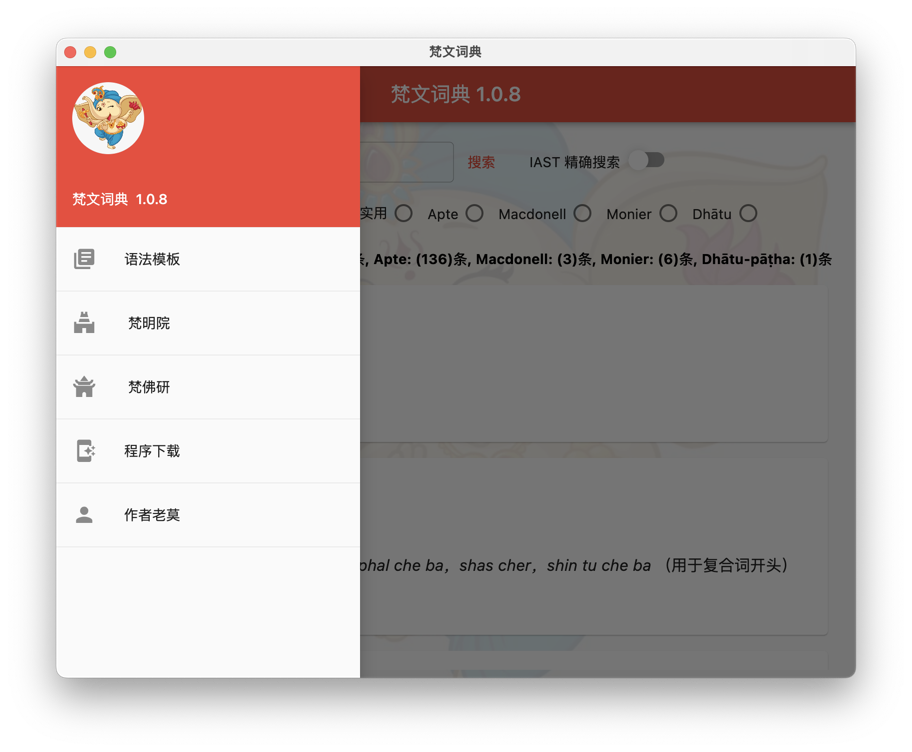 梵文词典
梵文词典 1.0.8
梵文词典 1.0.8
语法模板
梵明院
梵佛研
程序下载
作者老莫
搜索 IAST 精确搜索
实用 Apte Macdonell Monier Dhātu
条, Apte: (136)条, Macdonell: (3)条, Monier: (6)条, Dhātu-pāṭha: (1)条
phal che ba，shas cher，shin tu che ba （用于复合词开头）